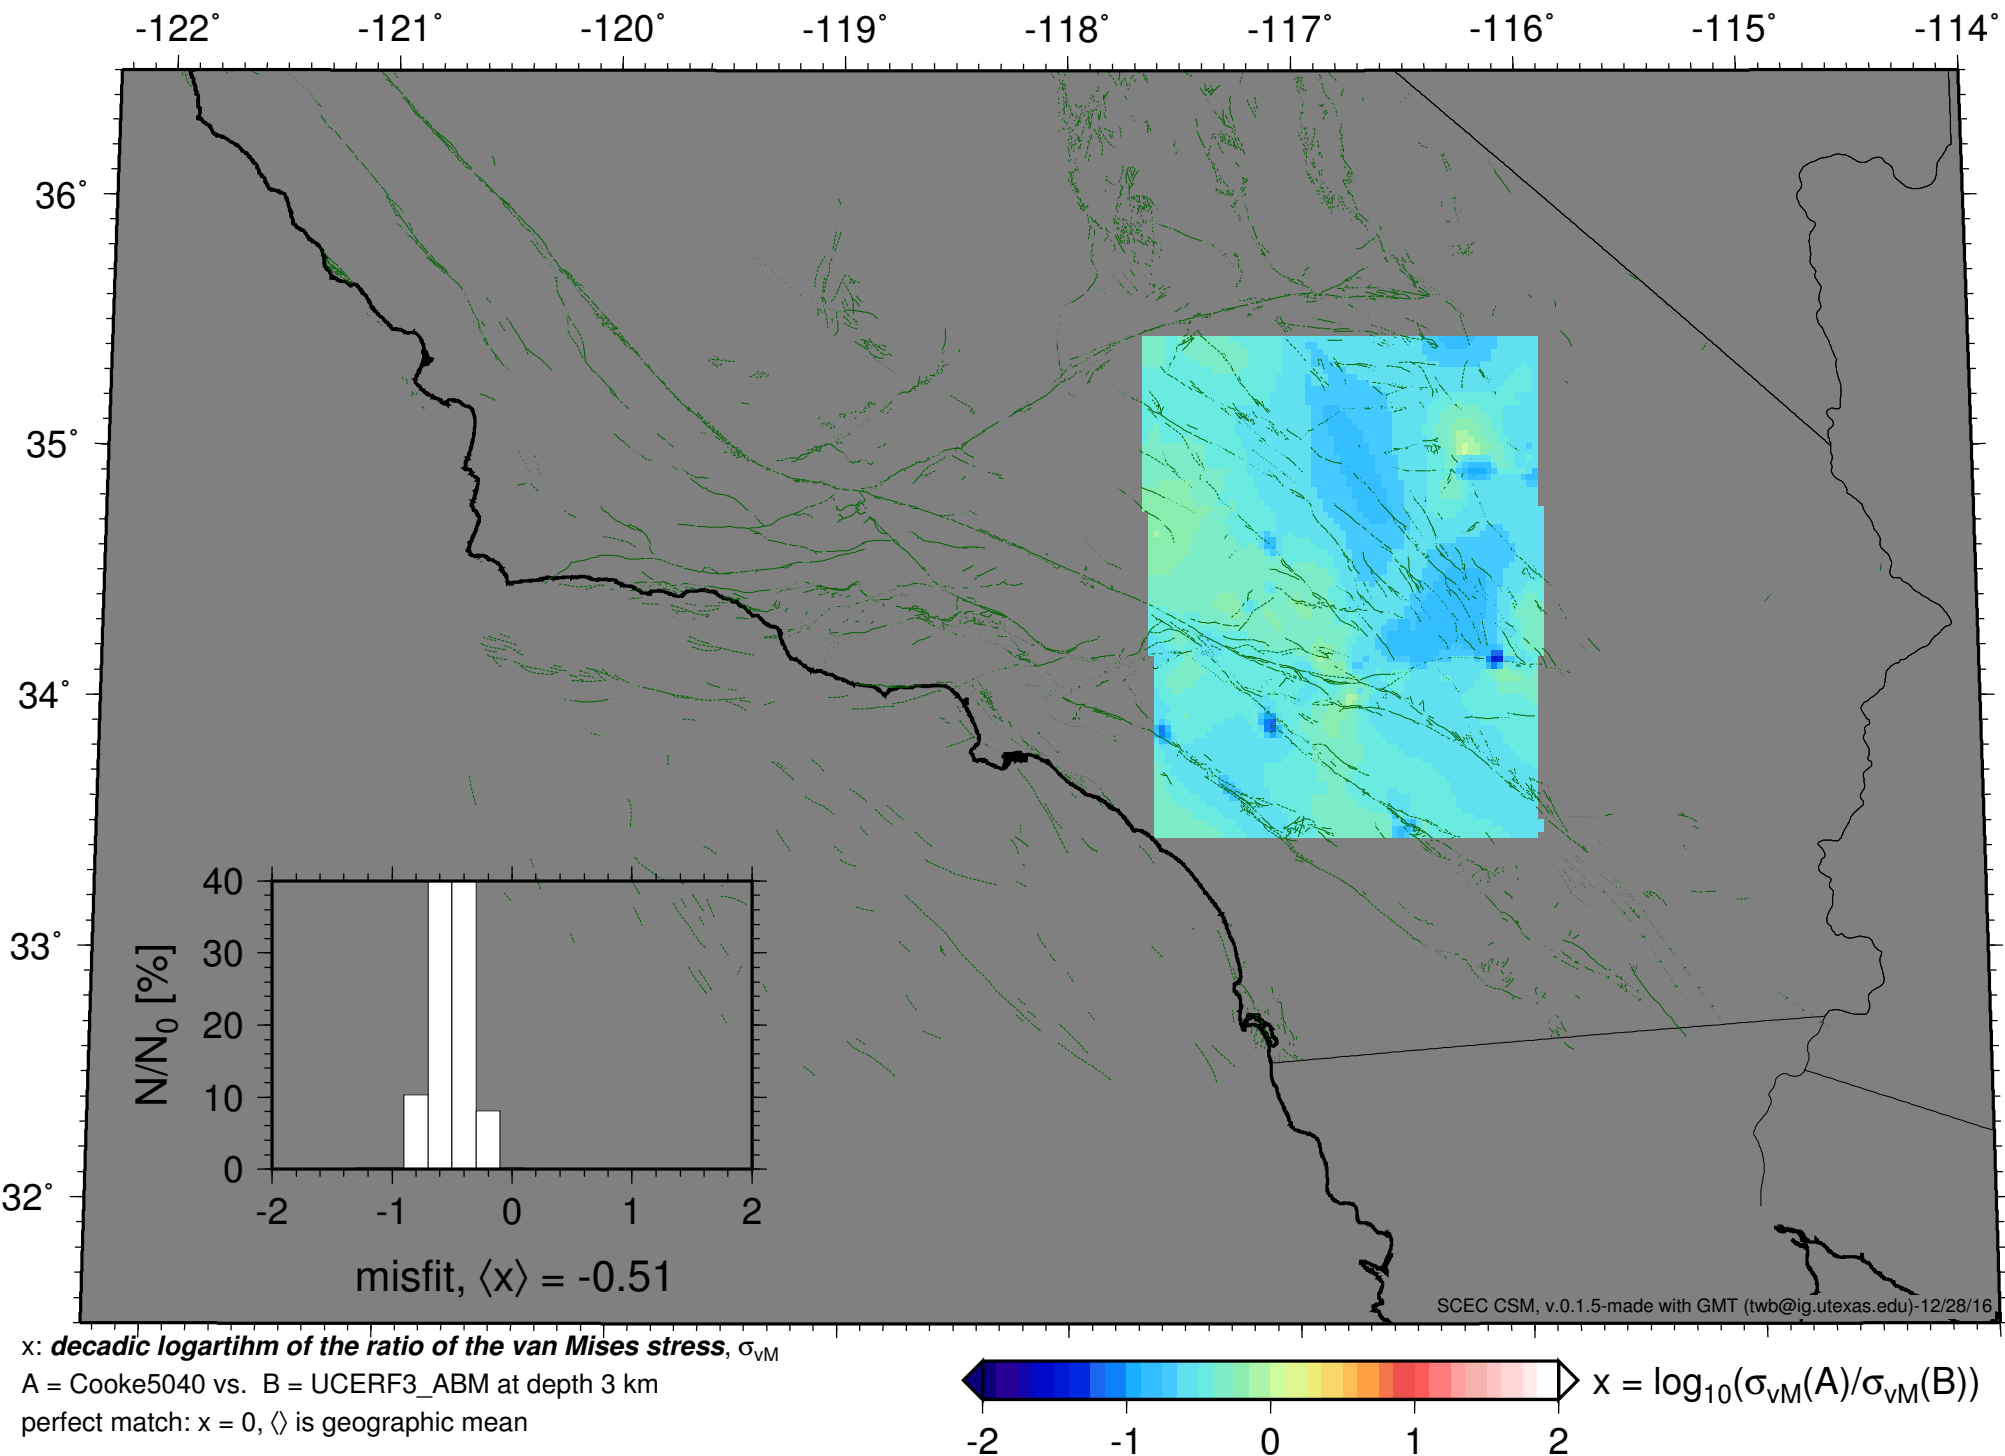 -122° -121° -120° -119° -118° -117° -116° -115° -114°
36°
35°
34°
33°
32°
40
30
20
10
0
N/N0 [%]
-2 -1 0 1 2
misfit, ⟨x⟩ = -0.51
SCEC CSM, v.0.1.5-made with GMT (twb@ig.utexas.edu)-12/28/16
x: decadic logartihm of the ratio of the van Mises stress, σvM
A = Cooke5040 vs. B = UCERF3_ABM at depth 3 km
perfect match: x = 0, ⟨⟩ is geographic mean
x = log10(σvM(A)/σvM(B))
-2 -1 0 1 2